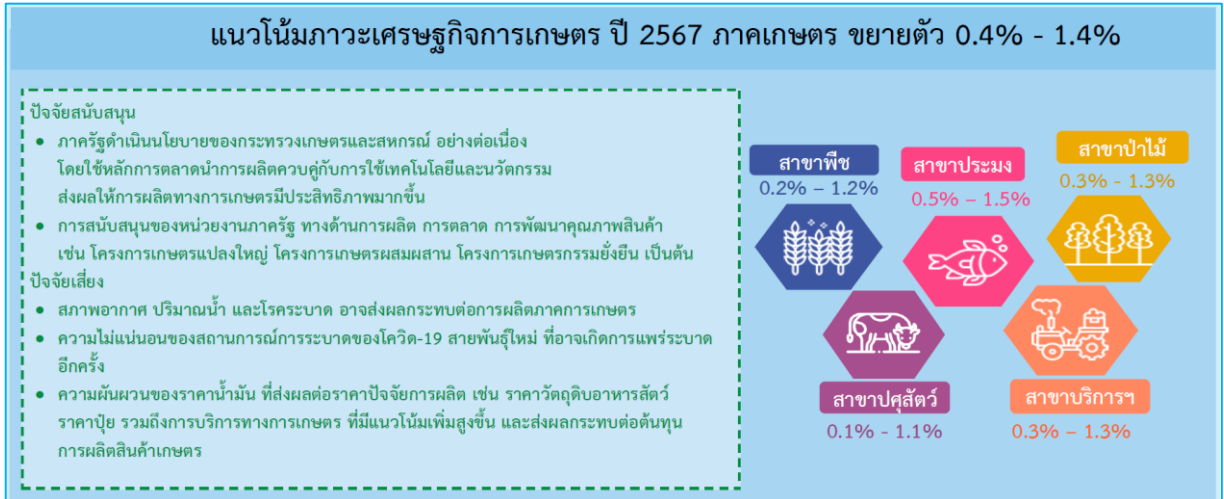 แนวโน้มภาวะเศรษฐกิจการเกษตร ปี 2567 ภาคเกษตร ขยายตัว 0.4% - 1.4%
ปัจจัยสนับสนุน
● ภาครัฐดำเนินนโยบายของกระทรวงเกษตรและสหกรณ์ อย่างต่อเนื่อง
โดยใช้หลักการตลาดนำการผลิตควบคู่กับการใช้เทคโนโลยีและนวัตกรรม
ส่งผลให้การผลิตทางการเกษตรมีประสิทธิภาพมากขึ้น
● การสนับสนุนของหน่วยงานภาครัฐ ทางด้านการผลิต การตลาด การพัฒนาคุณภาพสินค้า
เช่น โครงการเกษตรแปลงใหญ่ โครงการเกษตรผสมผสาน โครงการเกษตรกรรมยั่งยืน เป็นต้น
ปัจจัยเสี่ยง
● สภาพอากาศ ปริมาณน้ำ และโรคระบาด อาจส่งผลกระทบต่อการผลิตภาคการเกษตร
● ความไม่แน่นอนของสถานการณ์การระบาดของโควิด-19 สายพันธุ์ใหม่ ที่อาจเกิดการแพร่ระบาด
อีกครั้ง
● ความผันผวนของราคาน้ำมัน ที่ส่งผลต่อราคาปัจจัยการผลิต เช่น ราคาวัตถุดิบอาหารสัตว์
ราคาปุ๋ย รวมถึงการบริการทางการเกษตร ที่มีแนวโน้มเพิ่มสูงขึ้น และส่งผลกระทบต่อต้นทุน
การผลิตสินค้าเกษตร
สาขาพืช
0.2% – 1.2%
สาขาประมง
0.5% – 1.5%
สาขาป่าไม้
0.3% - 1.3%
สาขาปศุสัตว์
0.1% - 1.1%
สาขาบริการฯ
0.3% – 1.3%